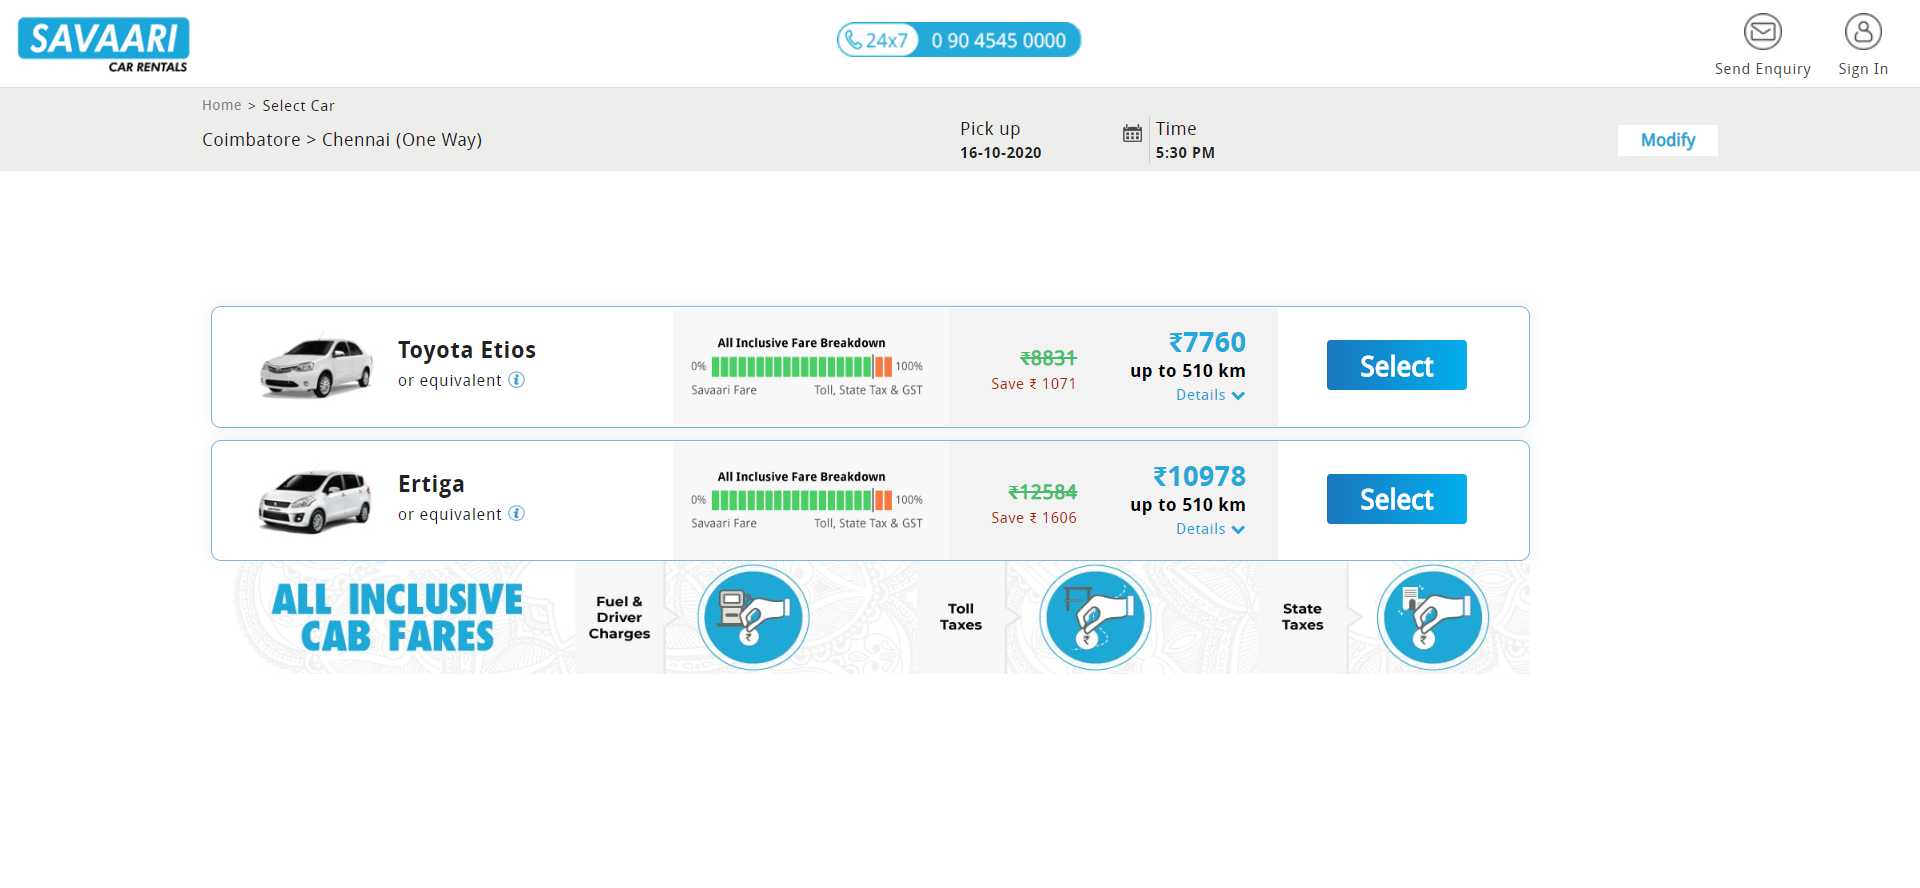 SAVAARI
CAR RENTALS
24x7 0 90 4545 0000
Send Enquiry
Sign In
Home > Select Car
Coimbatore > Chennai (One Way)
Pick up
16-10-2020
Time
5:30 PM
Modify
Toyota Etios
or equivalent
All Inclusive Fare Breakdown
0% 100%
Savaari Fare Toll, State Tax & GST
₹8831
Save ₹ 1071
₹7760
up to 510 km
Details
Select
Ertiga
or equivalent
All Inclusive Fare Breakdown
0% 100%
Savaari Fare Toll, State Tax & GST
₹12584
Save ₹ 1606
₹10978
up to 510 km
Details
Select
ALL INCLUSIVE
CAB FARES
Fuel &
Driver
Charges
₹
Toll
Taxes
₹
State
Taxes
₹